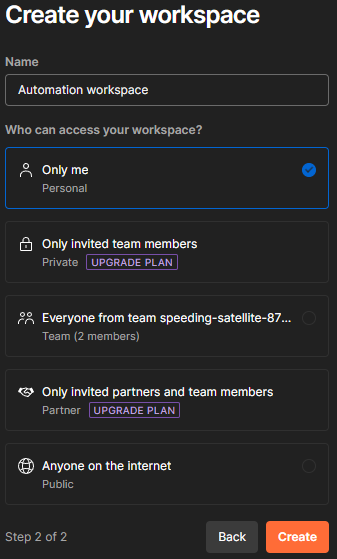 Create your workspace
Name
Automation workspace
Who can access your workspace?
Only me
Personal
Only invited team members
Private UPGRADE PLAN
Everyone from team speeding-satellite-87...
Team (2 members)
Only invited partners and team members
Partner UPGRADE PLAN
Anyone on the internet
Public
Step 2 of 2 Back Create